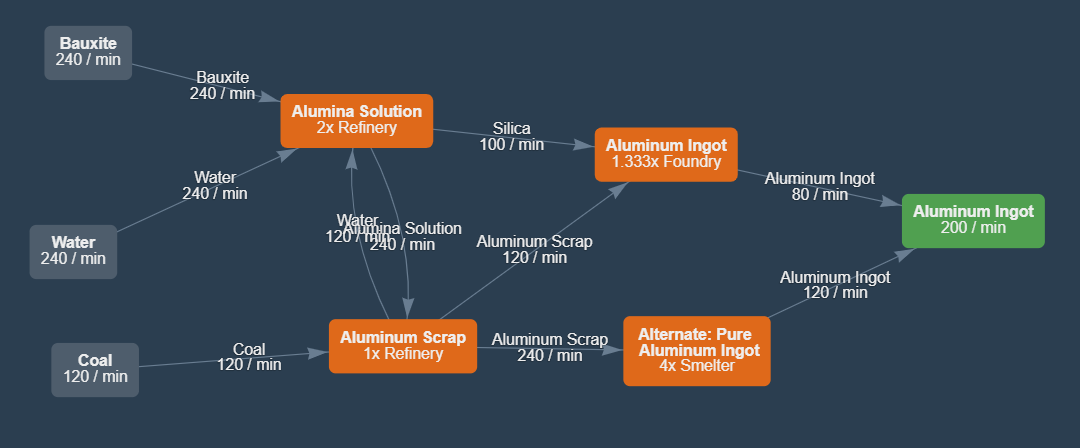 Bauxite
240 / min
Bauxite
240 / min
Alumina Solution
2x Refinery
Silica
100 / min
Aluminum Ingot
1.333x Foundry
Water
240 / min
Aluminum Ingot
80 / min
Aluminum Ingot
200 / min
Water
120 / min
Alumina Solution
240 / min
Water
240 / min
Aluminum Scrap
120 / min
Aluminum Ingot
120 / min
Coal
120 / min
Coal
120 / min
Aluminum Scrap
1x Refinery
Aluminum Scrap
240 / min
Alternate: Pure
Aluminum Ingot
4x Smelter